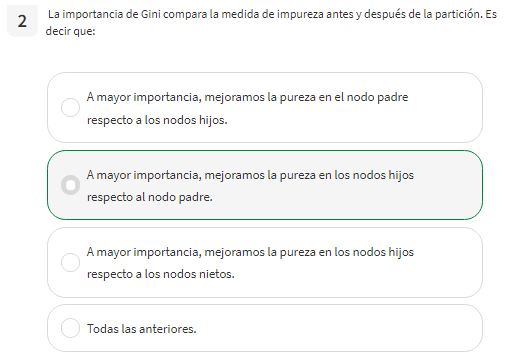 2
La importancia de Gini compara la medida de impureza antes y después de la partición. Es
decir que:
A mayor importancia, mejoramos la pureza en el nodo padre
respecto a los nodos hijos.
A mayor importancia, mejoramos la pureza en los nodos hijos
respecto al nodo padre.
A mayor importancia, mejoramos la pureza en los nodos hijos
respecto a los nodos nietos.
Todas las anteriores.